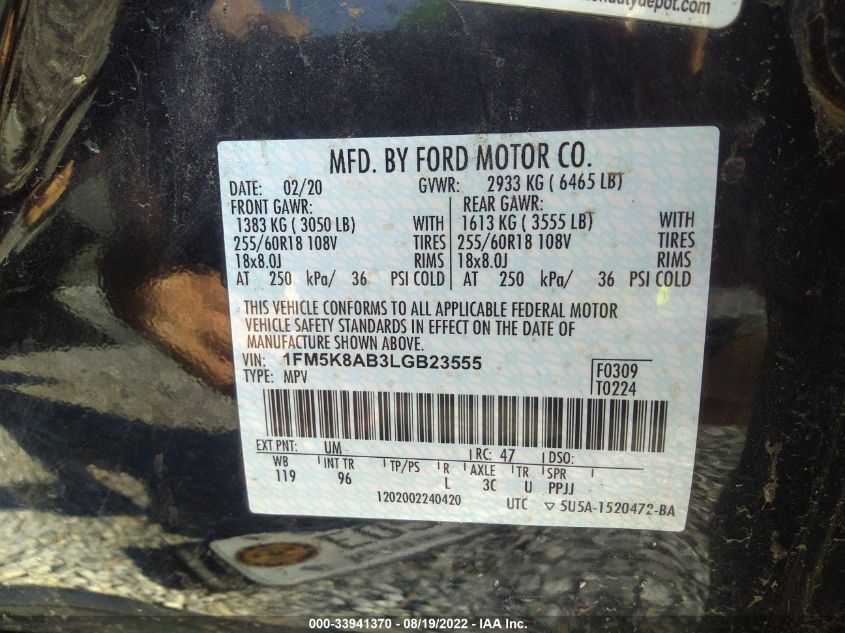 depot.com
MFD. BY FORD MOTOR CO.
DATE: 02/20 GVWR: 2933 KG ( 6465 LB)
FRONT GAWR: REAR GAWR:
1383 KG ( 3050 LB) WITH 1613 KG ( 3555 LB) WITH
255/60R18 108V TIRES 255/60R18 108V TIRES
18x8.0J RIMS 18x8.0J RIMS
AT 250 kPa/ 36 PSI COLD AT 250 kPa/ 36 PSI COLD
THIS VEHICLE CONFORMS TO ALL APPLICABLE FEDERAL MOTOR
VEHICLE SAFETY STANDARDS IN EFFECT ON THE DATE OF
MANUFACTURE SHOWN ABOVE.
VIN: 1FM5K8AB3LGB23555
TYPE: MPV
F0309
T0224
EXT PNT: UM RC: 47 DSO:
WB INT TR TP/PS R AXLE TR SPR
119 96 L 3C U PPJJ
1202002240420 UTC ▽ 5U5A-1520472-BA
000-33941370 - 08/19/2022 - IAA Inc.